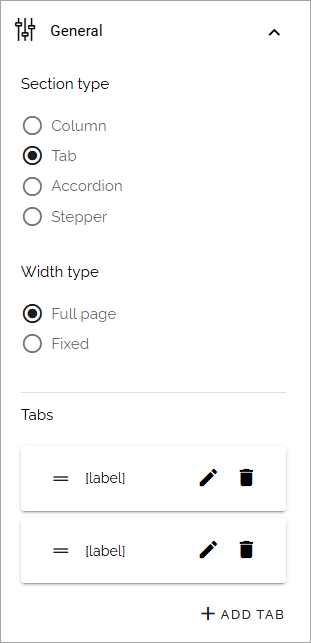 General
Section type
Column
Tab
Accordion
Stepper
Width type
Full page
Fixed
Tabs
[label]
[label]
ADD TAB